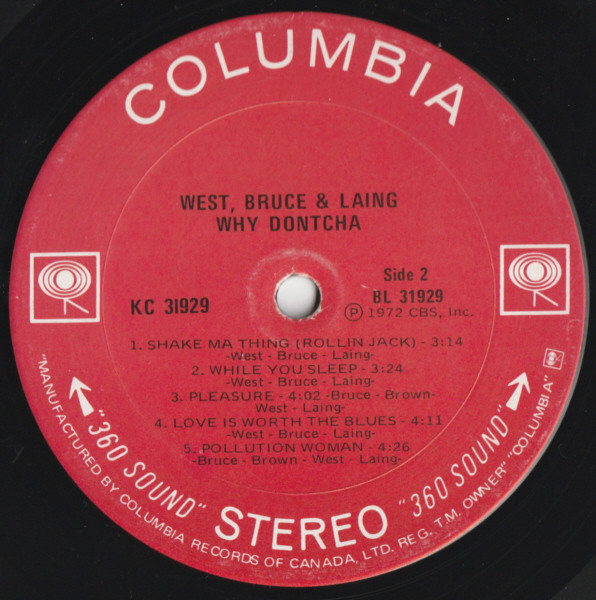 COLUMBIA
WEST, BRUCE & LAING
WHY DONTCHA
KC 31929
Side 2
BL 31929
Ⓟ 1972 CBS, Inc.
1. SHAKE MA THING (ROLLIN JACK) - 3:14
-West - Bruce - Laing-
2. WHILE YOU SLEEP - 3:24
-West - Bruce - Laing-
3. PLEASURE - 4:02 -Bruce - Brown-
West - Laing-
4. LOVE IS WORTH THE BLUES - 4:11
-West - Bruce - Laing-
5. POLLUTION WOMAN - 4:26
-Bruce - Brown - West - Laing-
"360 SOUND" STEREO "360 SOUND"
"MANUFACTURED BY COLUMBIA RECORDS OF CANADA, LTD. REG. T.M. OWNER" "COLUMBIA"